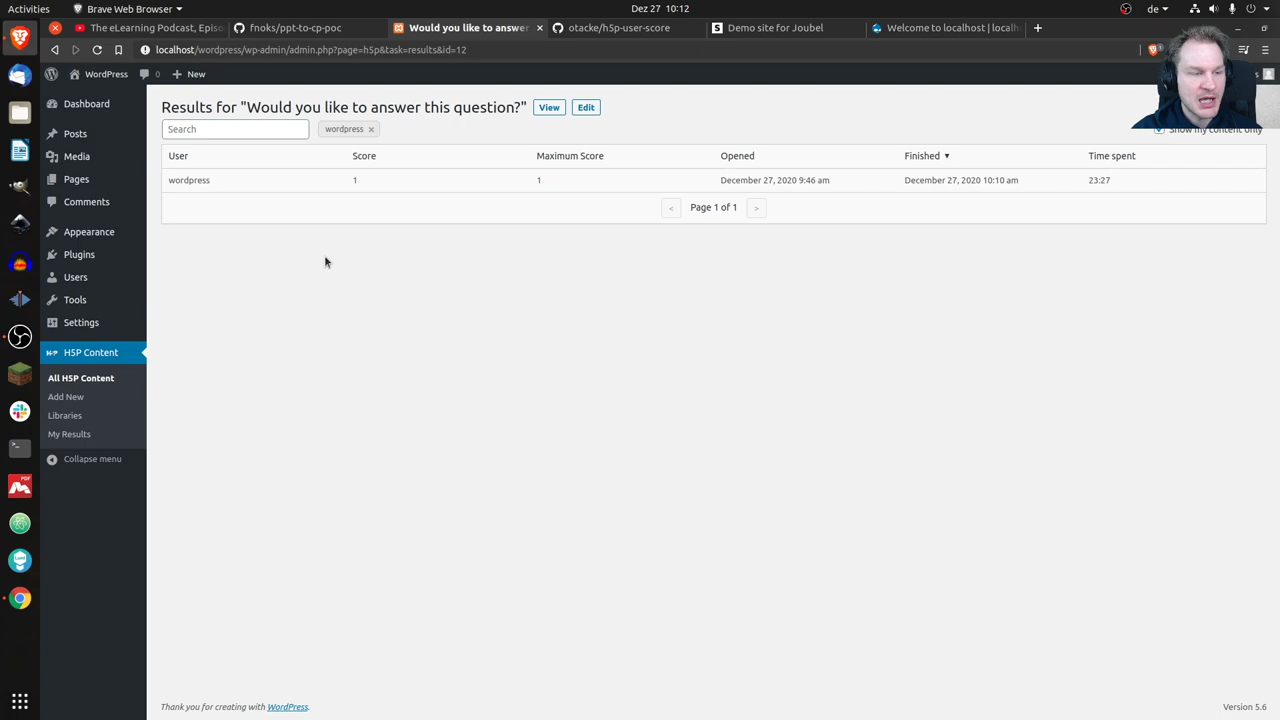 Activities
Brave Web Browser
Dez 27 10:12
de
The eLearning Podcast, Episo
fnoks/ppt-to-cp-poc
Would you like to answe
otacke/h5p-user-score
Demo site for Joubel
Welcome to localhost | locali
localhost/wordpress/wp-admin/admin.php?page=h5p&task=results&id=12
WordPress
0
New
Dashboard
Posts
Media
Pages
Comments
Appearance
Plugins
Users
Tools
Settings
H5P Content
All H5P Content
Add New
Libraries
My Results
Collapse menu
Results for "Would you like to answer this question?"
View
Edit
Search
wordpress
Show my content only
User Score Maximum Score Opened Finished Time spent
wordpress 1 1 December 27, 2020 9:46 am December 27, 2020 10:10 am 23:27
< Page 1 of 1 >
Thank you for creating with WordPress.
Version 5.6